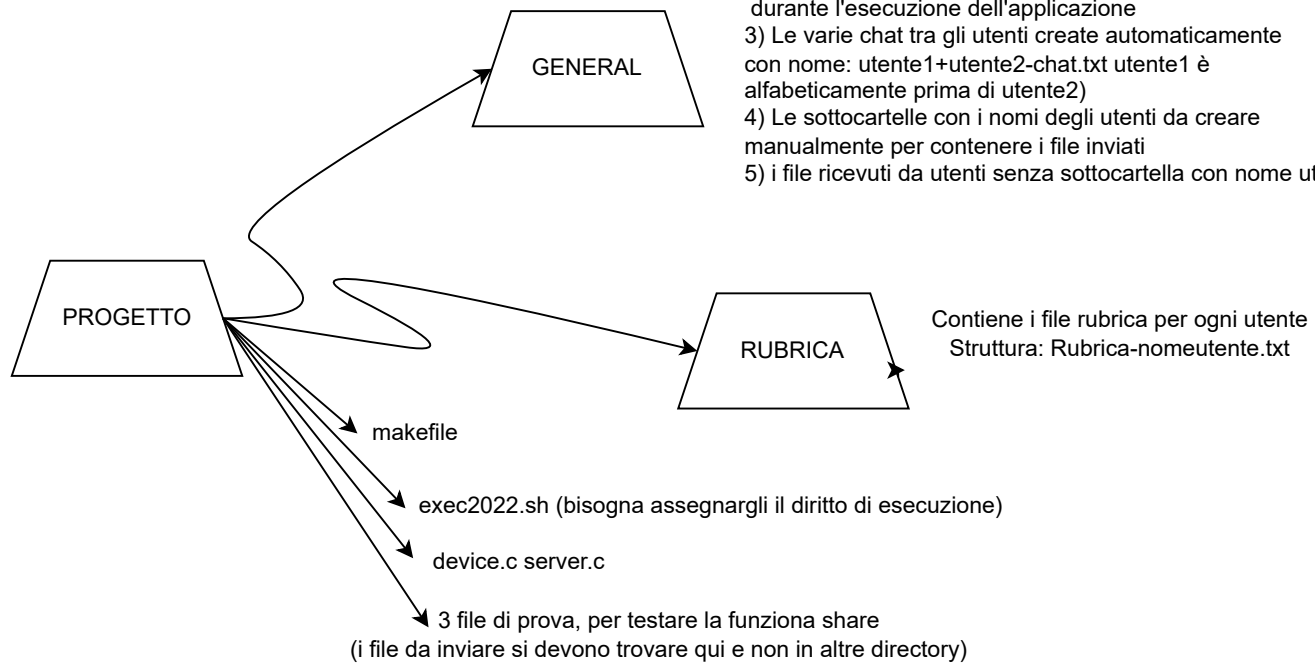 durante l'esecuzione dell'applicazione
3) Le varie chat tra gli utenti create automaticamente
con nome: utente1+utente2-chat.txt utente1 è
alfabeticamente prima di utente2)
4) Le sottocartelle con i nomi degli utenti da creare
manualmente per contenere i file inviati
5) i file ricevuti da utenti senza sottocartella con nome
GENERAL
PROGETTO
RUBRICA
Contiene i file rubrica per ogni utente
Struttura: Rubrica-nomeutente.txt
makefile
exec2022.sh (bisogna assegnargli il diritto di esecuzione)
device.c server.c
3 file di prova, per testare la funziona share
(i file da inviare si devono trovare qui e non in altre directory)